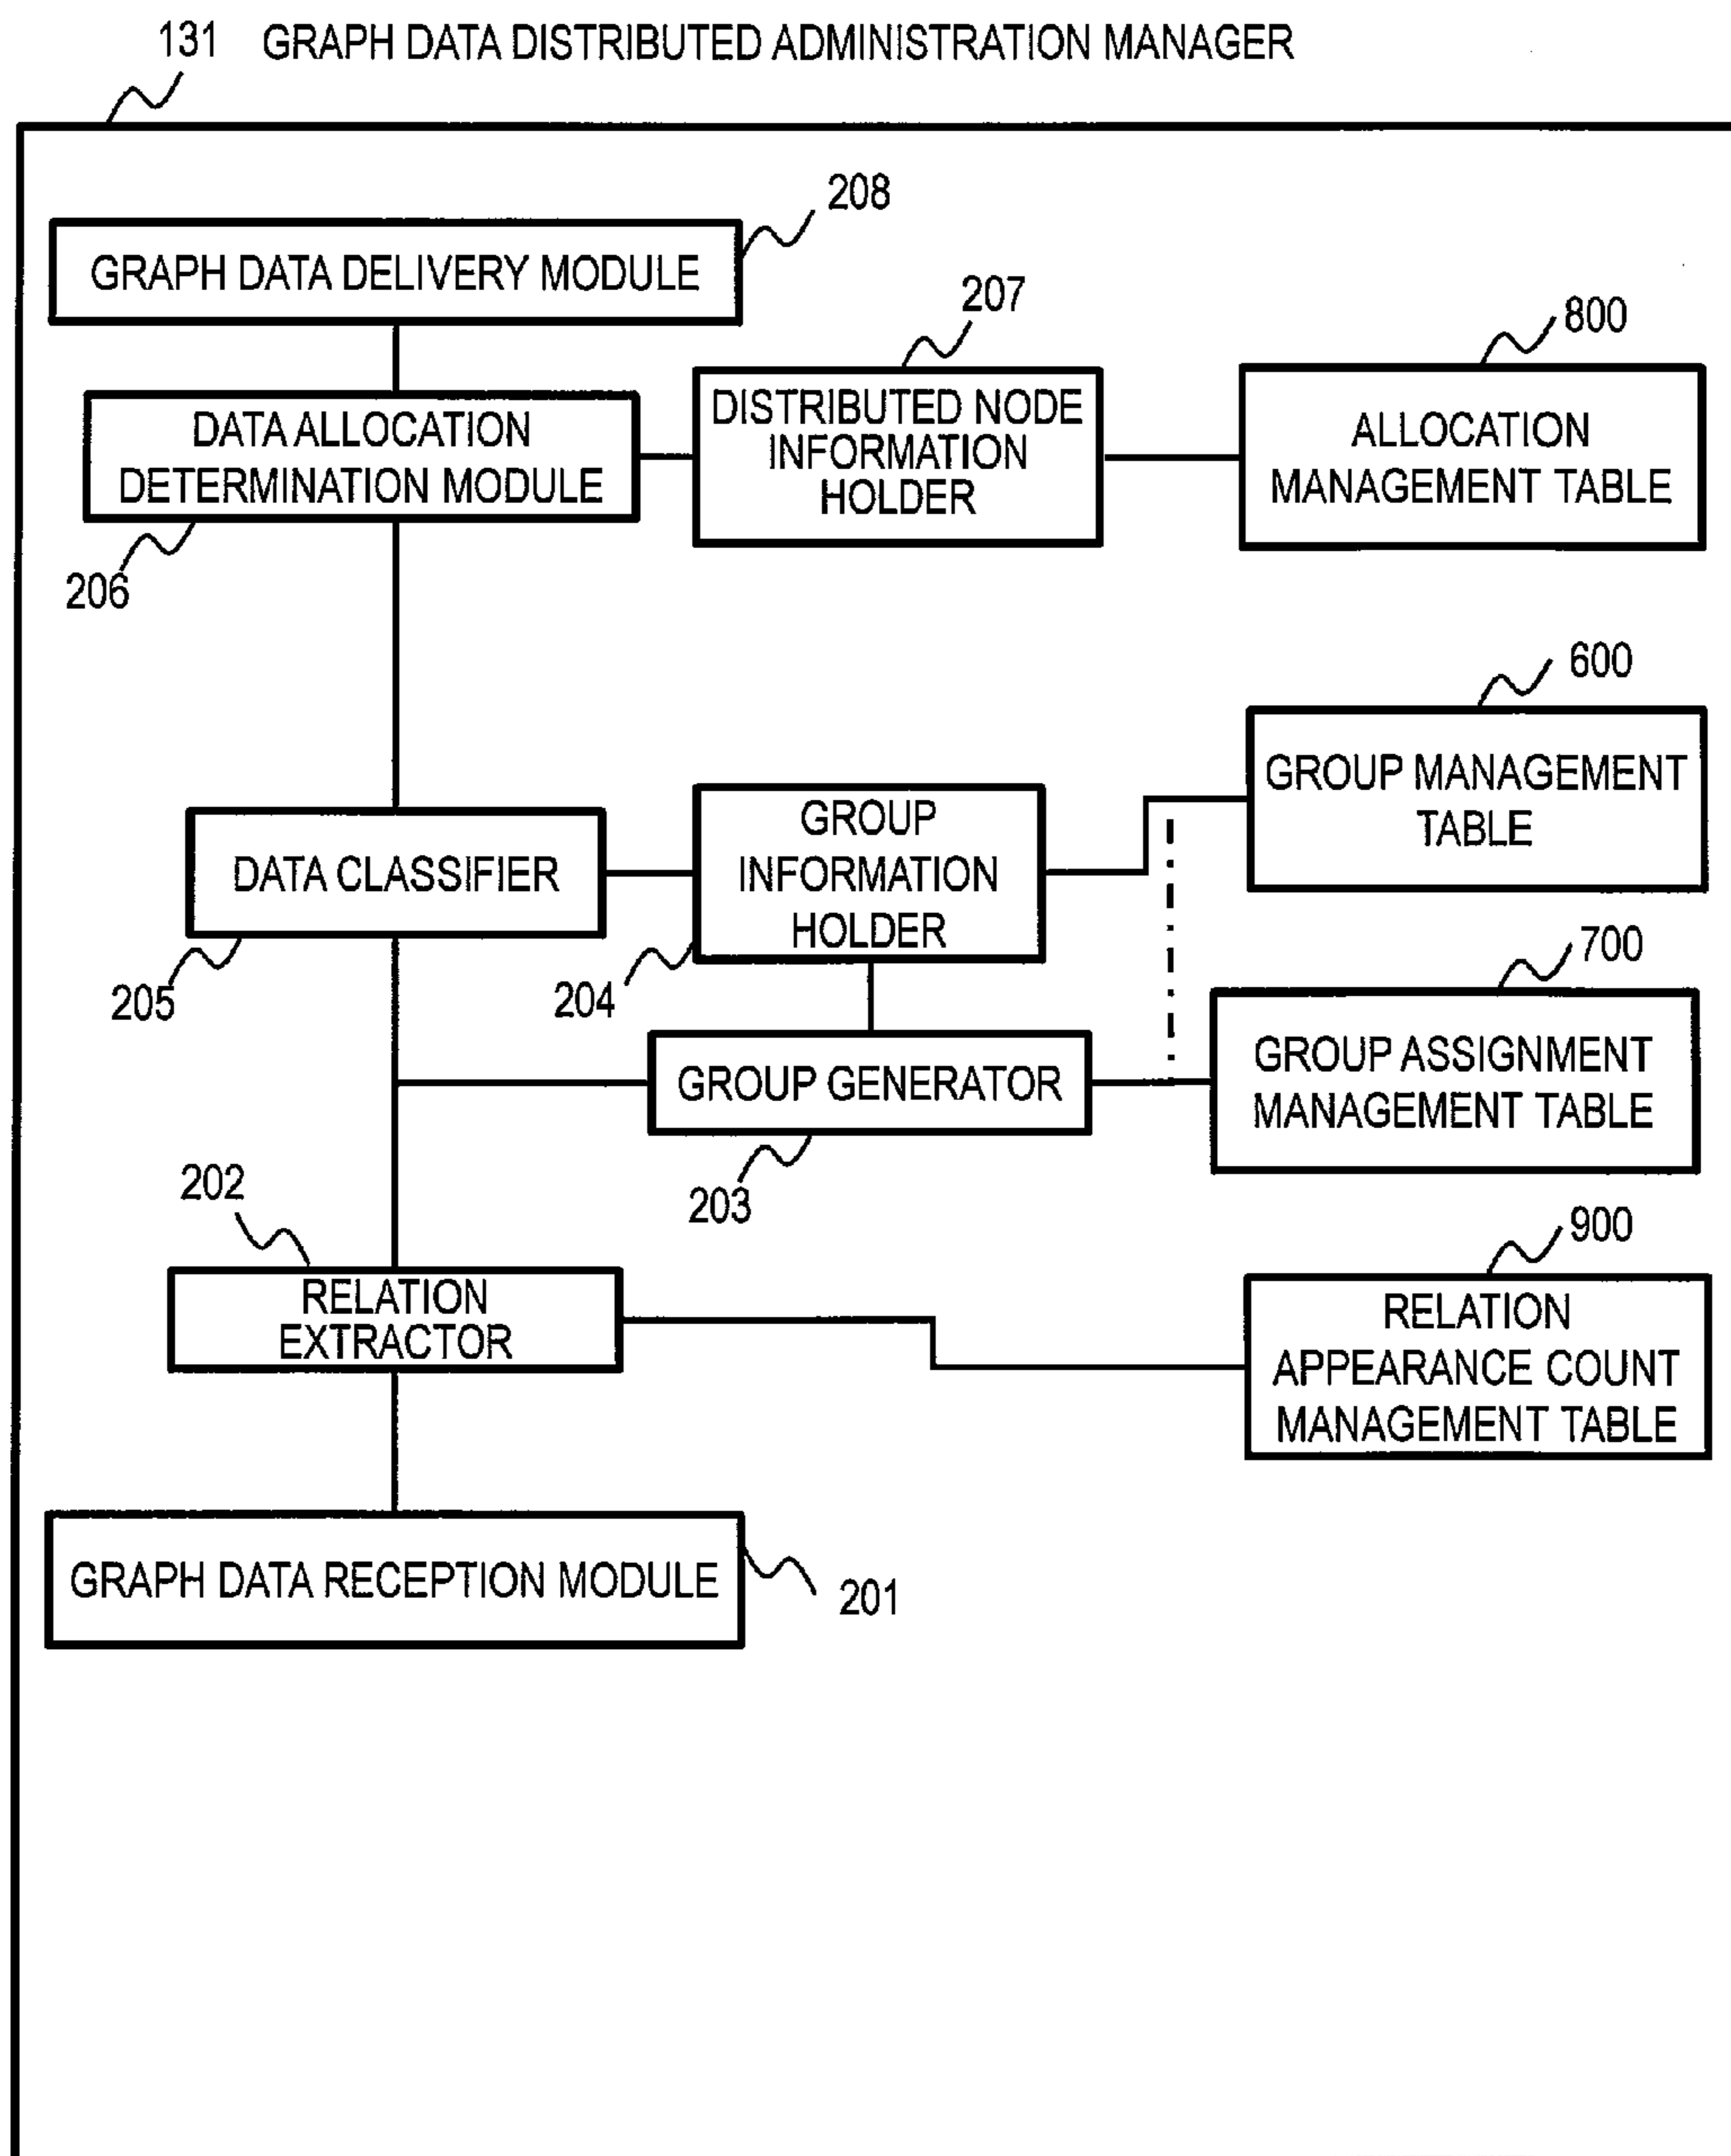 131 GRAPH DATA DISTRIBUTED ADMINISTRATION MANAGER
208
GRAPH DATA DELIVERY MODULE
207
800
DATA ALLOCATION
DETERMINATION MODULE
206
DISTRIBUTED NODE
INFORMATION
HOLDER
ALLOCATION
MANAGEMENT TABLE
600
GROUP MANAGEMENT
TABLE
DATA CLASSIFIER
205
GROUP
INFORMATION
HOLDER
204
700
GROUP GENERATOR
203
GROUP ASSIGNMENT
MANAGEMENT TABLE
202
RELATION
EXTRACTOR
900
RELATION
APPEARANCE COUNT
MANAGEMENT TABLE
GRAPH DATA RECEPTION MODULE
201